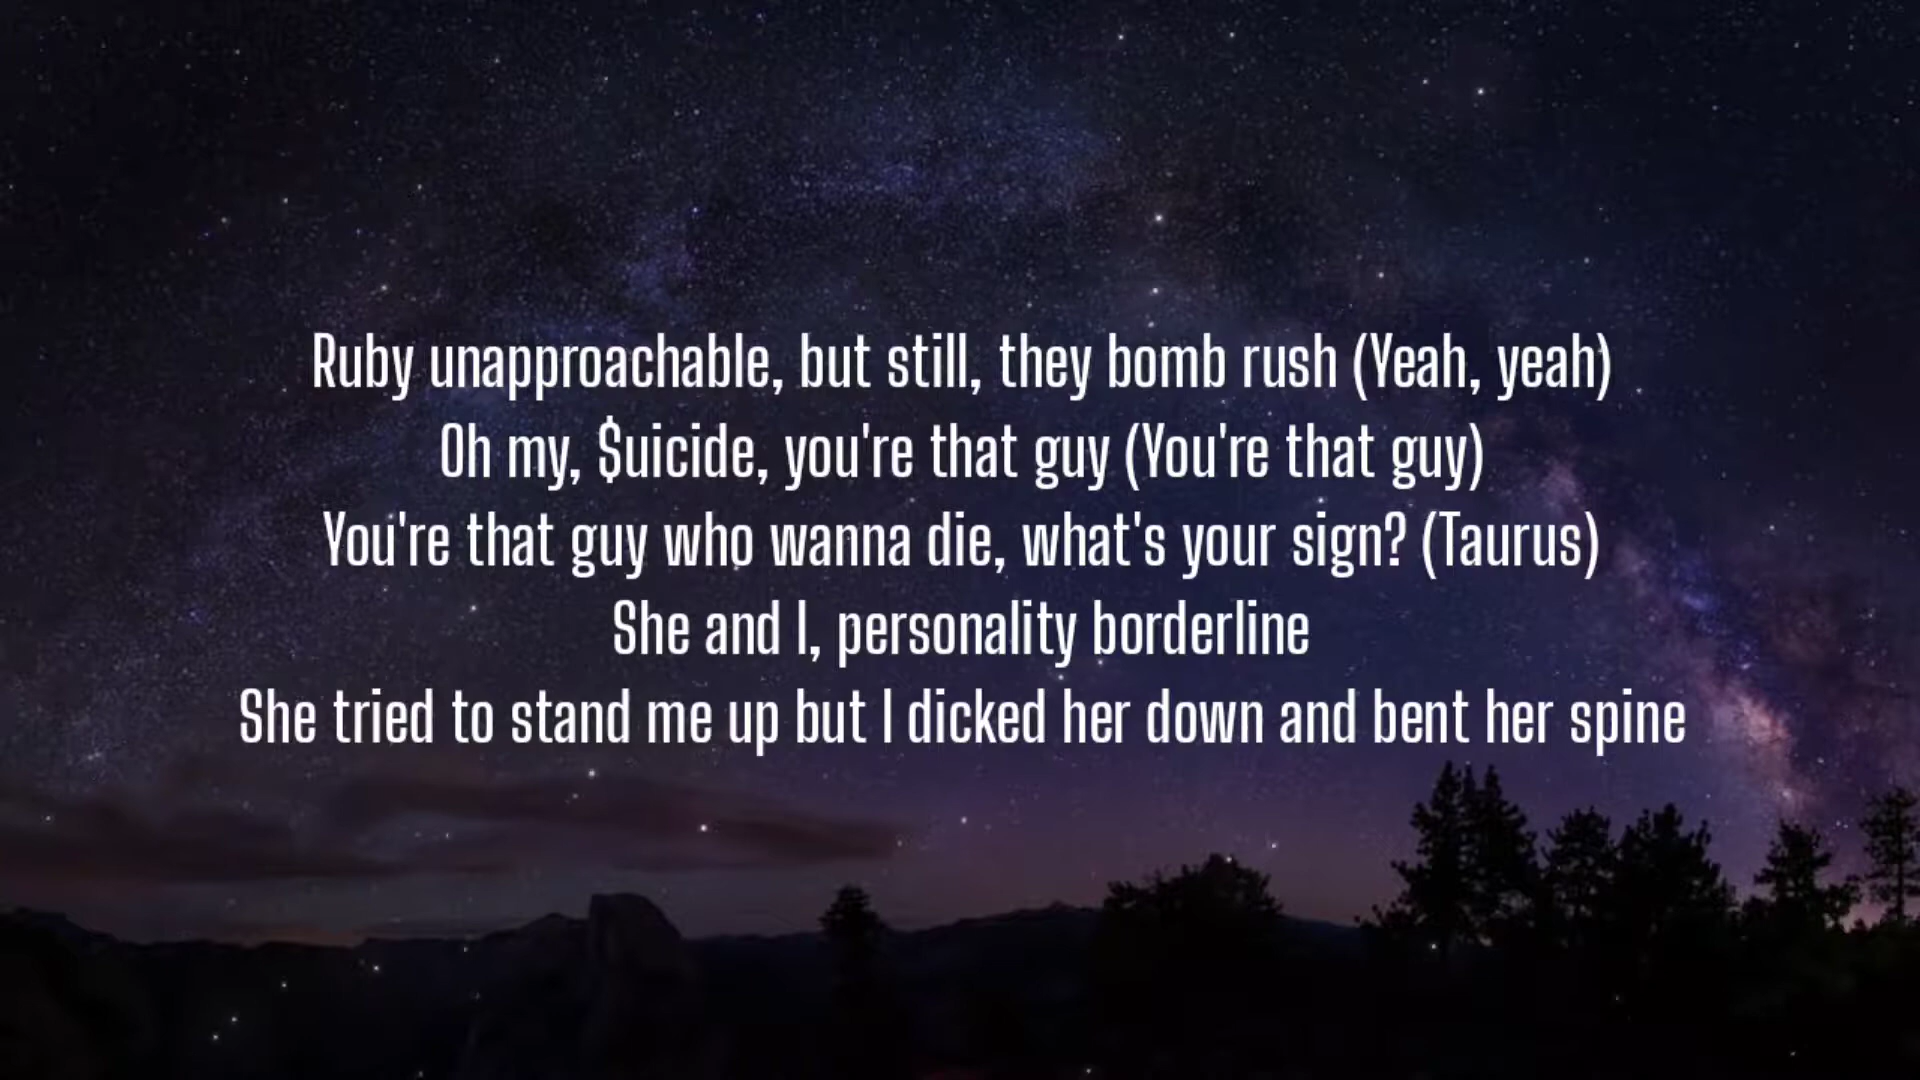 Ruby unapproachable, but still, they bomb rush (Yeah, yeah)
Oh my, $uicide, you're that guy (You're that guy)
You're that guy who wanna die, what's your sign? (Taurus)
She and I, personality borderline
She tried to stand me up but I dicked her down and bent her spine